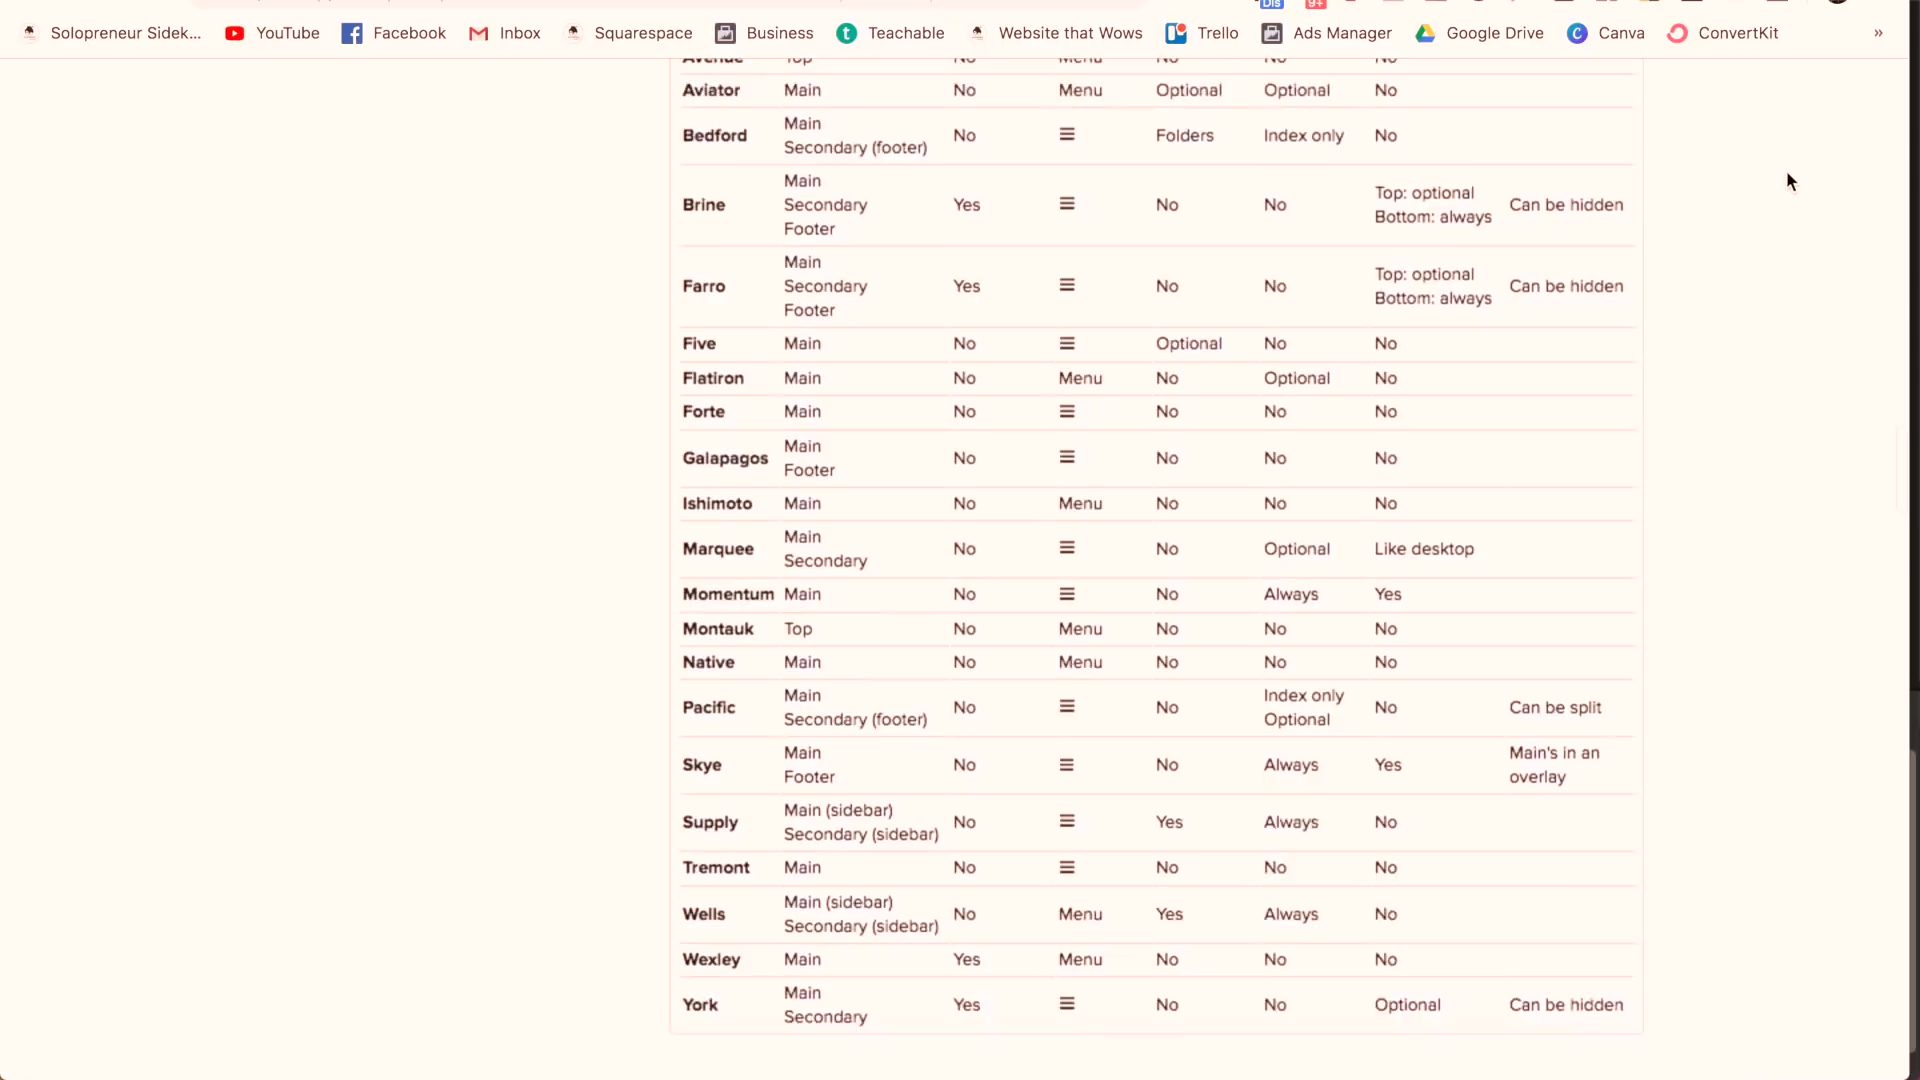 Dis 9+
Solopreneur Sidek... YouTube Facebook Inbox Squarespace Business Teachable Website that Wows Trello Ads Manager Google Drive Canva ConvertKit »
Avenue Top No Menu No No No
Aviator Main No Menu Optional Optional No
Bedford Main Secondary (footer) No ☰ Folders Index only No
Brine Main Secondary Footer Yes ☰ No No Top: optional Bottom: always Can be hidden
Farro Main Secondary Footer Yes ☰ No No Top: optional Bottom: always Can be hidden
Five Main No ☰ Optional No No
Flatiron Main No Menu No Optional No
Forte Main No ☰ No No No
Galapagos Main Footer No ☰ No No No
Ishimoto Main No Menu No No No
Marquee Main Secondary No ☰ No Optional Like desktop
Momentum Main No ☰ No Always Yes
Montauk Top No Menu No No No
Native Main No Menu No No No
Pacific Main Secondary (footer) No ☰ No Index only Optional No Can be split
Skye Main Footer No ☰ No Always Yes Main's in an overlay
Supply Main (sidebar) Secondary (sidebar) No ☰ Yes Always No
Tremont Main No ☰ No No No
Wells Main (sidebar) Secondary (sidebar) No Menu Yes Always No
Wexley Main Yes Menu No No No
York Main Secondary Yes ☰ No No Optional Can be hidden